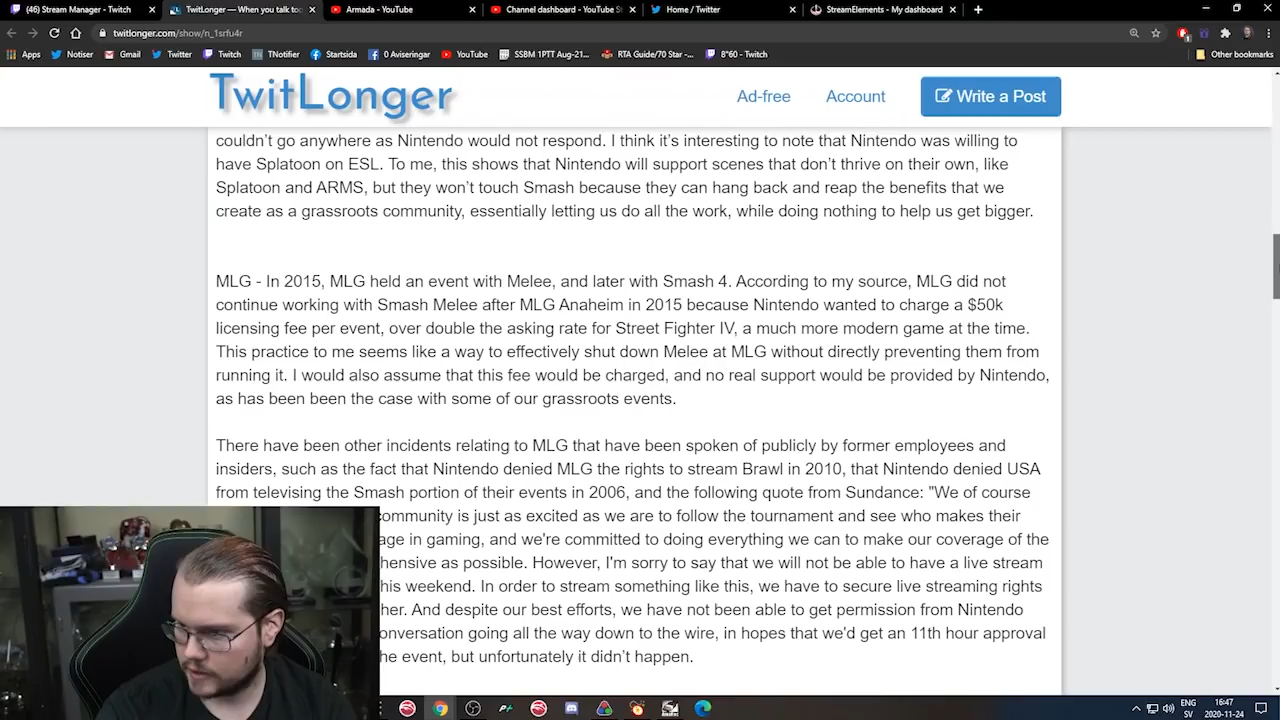 (46) Stream Manager - Twitch
TwitLonger — When you talk too
Armada - YouTube
Channel dashboard - YouTube S
Home / Twitter
StreamElements - My dashboard
twitlonger.com/show/n_1srfu4r
Apps
Notiser
Gmail
Twitter
Twitch
TNotifier
Startsida
0 Aviseringar
YouTube
SSBM 1PTT Aug-21...
RTA Guide/70 Star -...
8*60 - Twitch
Other bookmarks
TwitLonger
Ad-free
Account
Write a Post
couldn't go anywhere as Nintendo would not respond. I think it's interesting to note that Nintendo was willing to
have Splatoon on ESL. To me, this shows that Nintendo will support scenes that don't thrive on their own, like
Splatoon and ARMS, but they won't touch Smash because they can hang back and reap the benefits that we
create as a grassroots community, essentially letting us do all the work, while doing nothing to help us get bigger.
MLG - In 2015, MLG held an event with Melee, and later with Smash 4. According to my source, MLG did not
continue working with Smash Melee after MLG Anaheim in 2015 because Nintendo wanted to charge a $50k
licensing fee per event, over double the asking rate for Street Fighter IV, a much more modern game at the time.
This practice to me seems like a way to effectively shut down Melee at MLG without directly preventing them from
running it. I would also assume that this fee would be charged, and no real support would be provided by Nintendo,
as has been been the case with some of our grassroots events.
There have been other incidents relating to MLG that have been spoken of publicly by former employees and
insiders, such as the fact that Nintendo denied MLG the rights to stream Brawl in 2010, that Nintendo denied USA
from televising the Smash portion of their events in 2006, and the following quote from Sundance: "We of course
community is just as excited as we are to follow the tournament and see who makes their
age in gaming, and we're committed to doing everything we can to make our coverage of the
hensive as possible. However, I'm sorry to say that we will not be able to have a live stream
his weekend. In order to stream something like this, we have to secure live streaming rights
her. And despite our best efforts, we have not been able to get permission from Nintendo
onversation going all the way down to the wire, in hopes that we'd get an 11th hour approval
he event, but unfortunately it didn't happen.
ENG
SV
16:47
2020-11-24